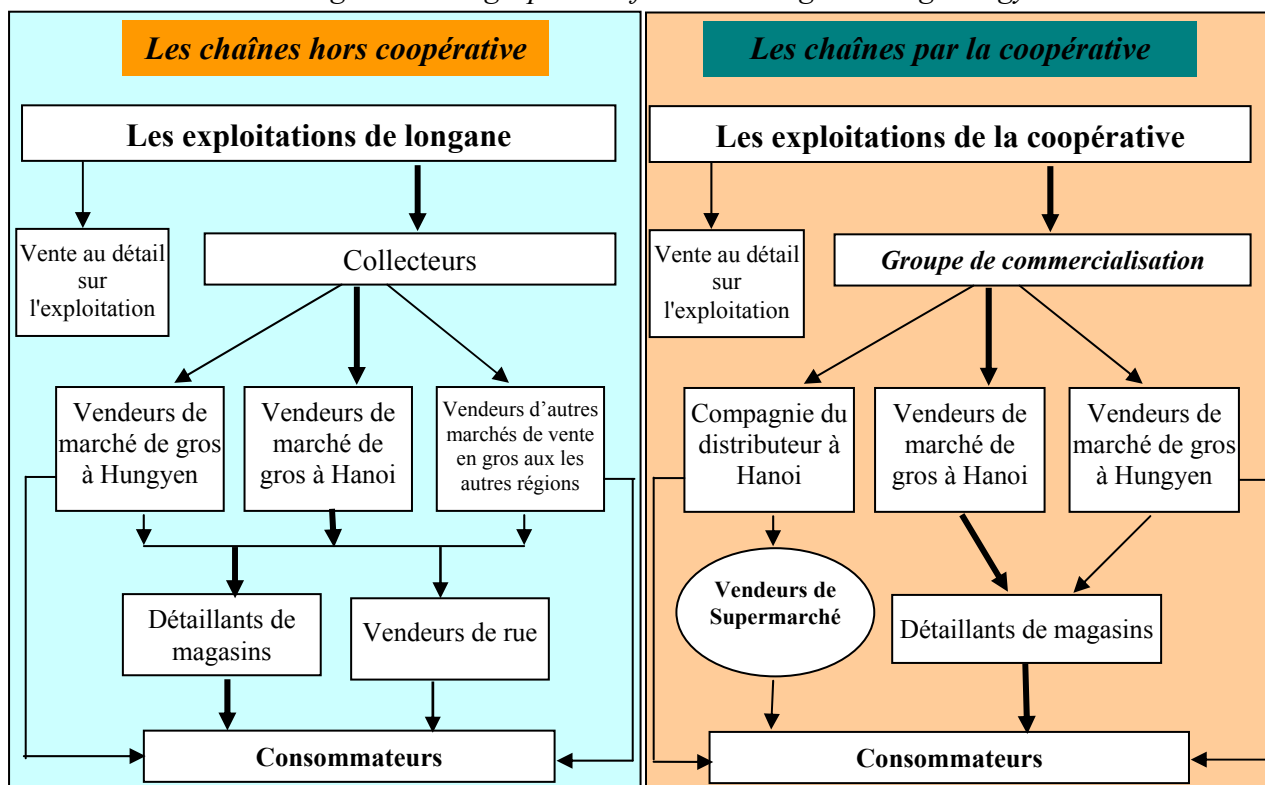 Les chaînes hors coopérative
Les exploitations de longane
Vente au détail
sur
l'exploitation
Collecteurs
Vendeurs de
marché de gros
à Hungyen
Vendeurs de
marché de
gros à Hanoi
Vendeurs d’autres
marchés de vente
en gros aux les
autres régions
Détaillants de
magasins
Vendeurs de rue
Consommateurs
Les chaînes par la coopérative
Les exploitations de la coopérative
Vente au détail
sur
l'exploitation
Groupe de commercialisation
Compagnie du
distributeur à
Hanoi
Vendeurs de
marché de
gros à Hanoi
Vendeurs de
marché de gros
à Hungyen
Vendeurs de
Supermarché
Détaillants de magasins
Consommateurs